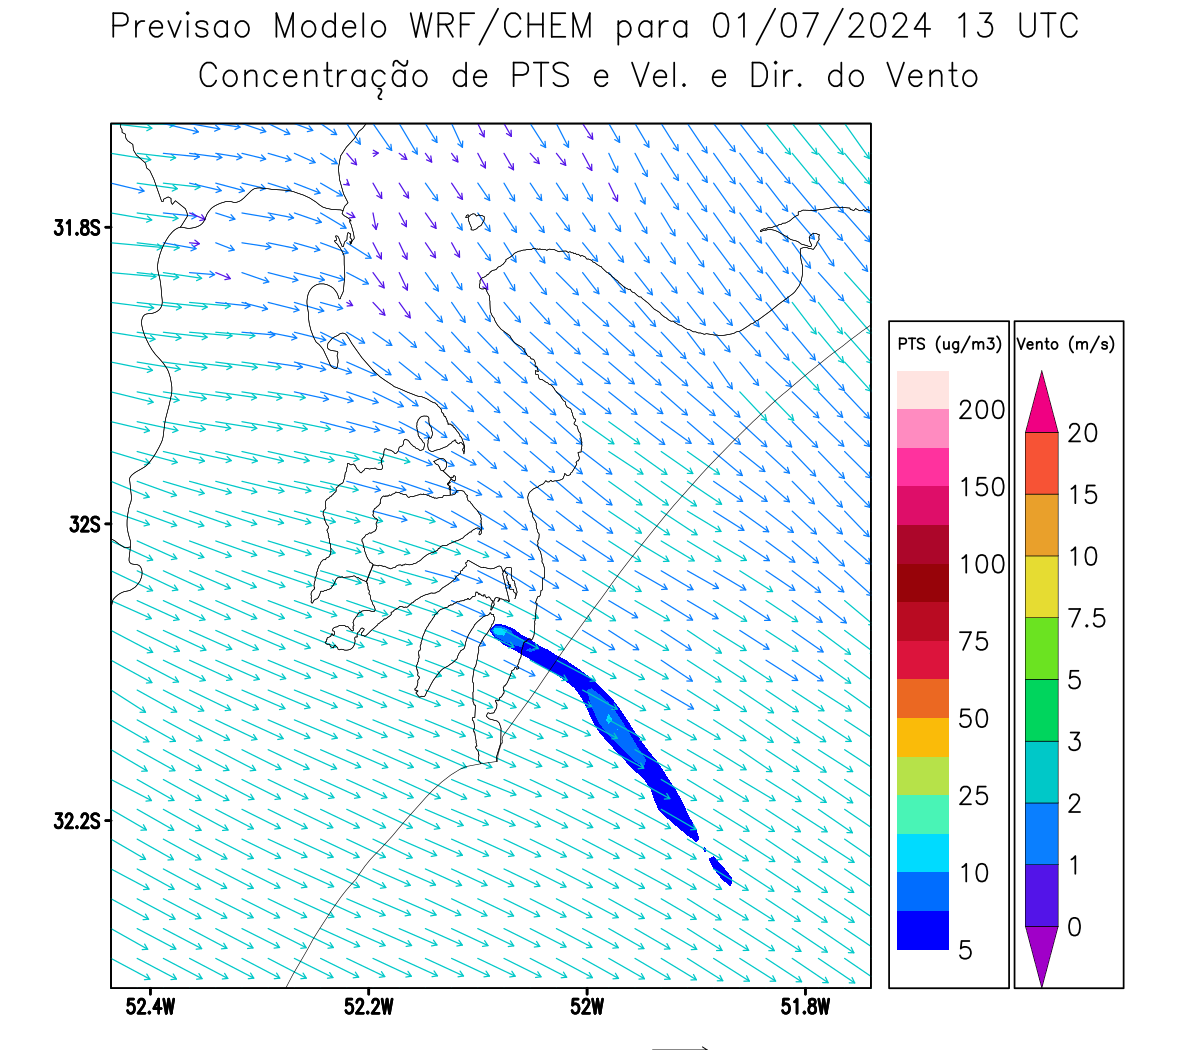 Previsao Modelo WRF/CHEM para 01/07/2024 13 UTC
Concentração de PTS e Vel. e Dir. do Vento
31.8S
32S
32.2S
52.4W
52.2W
52W
51.8W
PTS (ug/m3)
200
150
100
75
50
25
10
5
Vento (m/s)
20
15
10
7.5
5
3
2
1
0